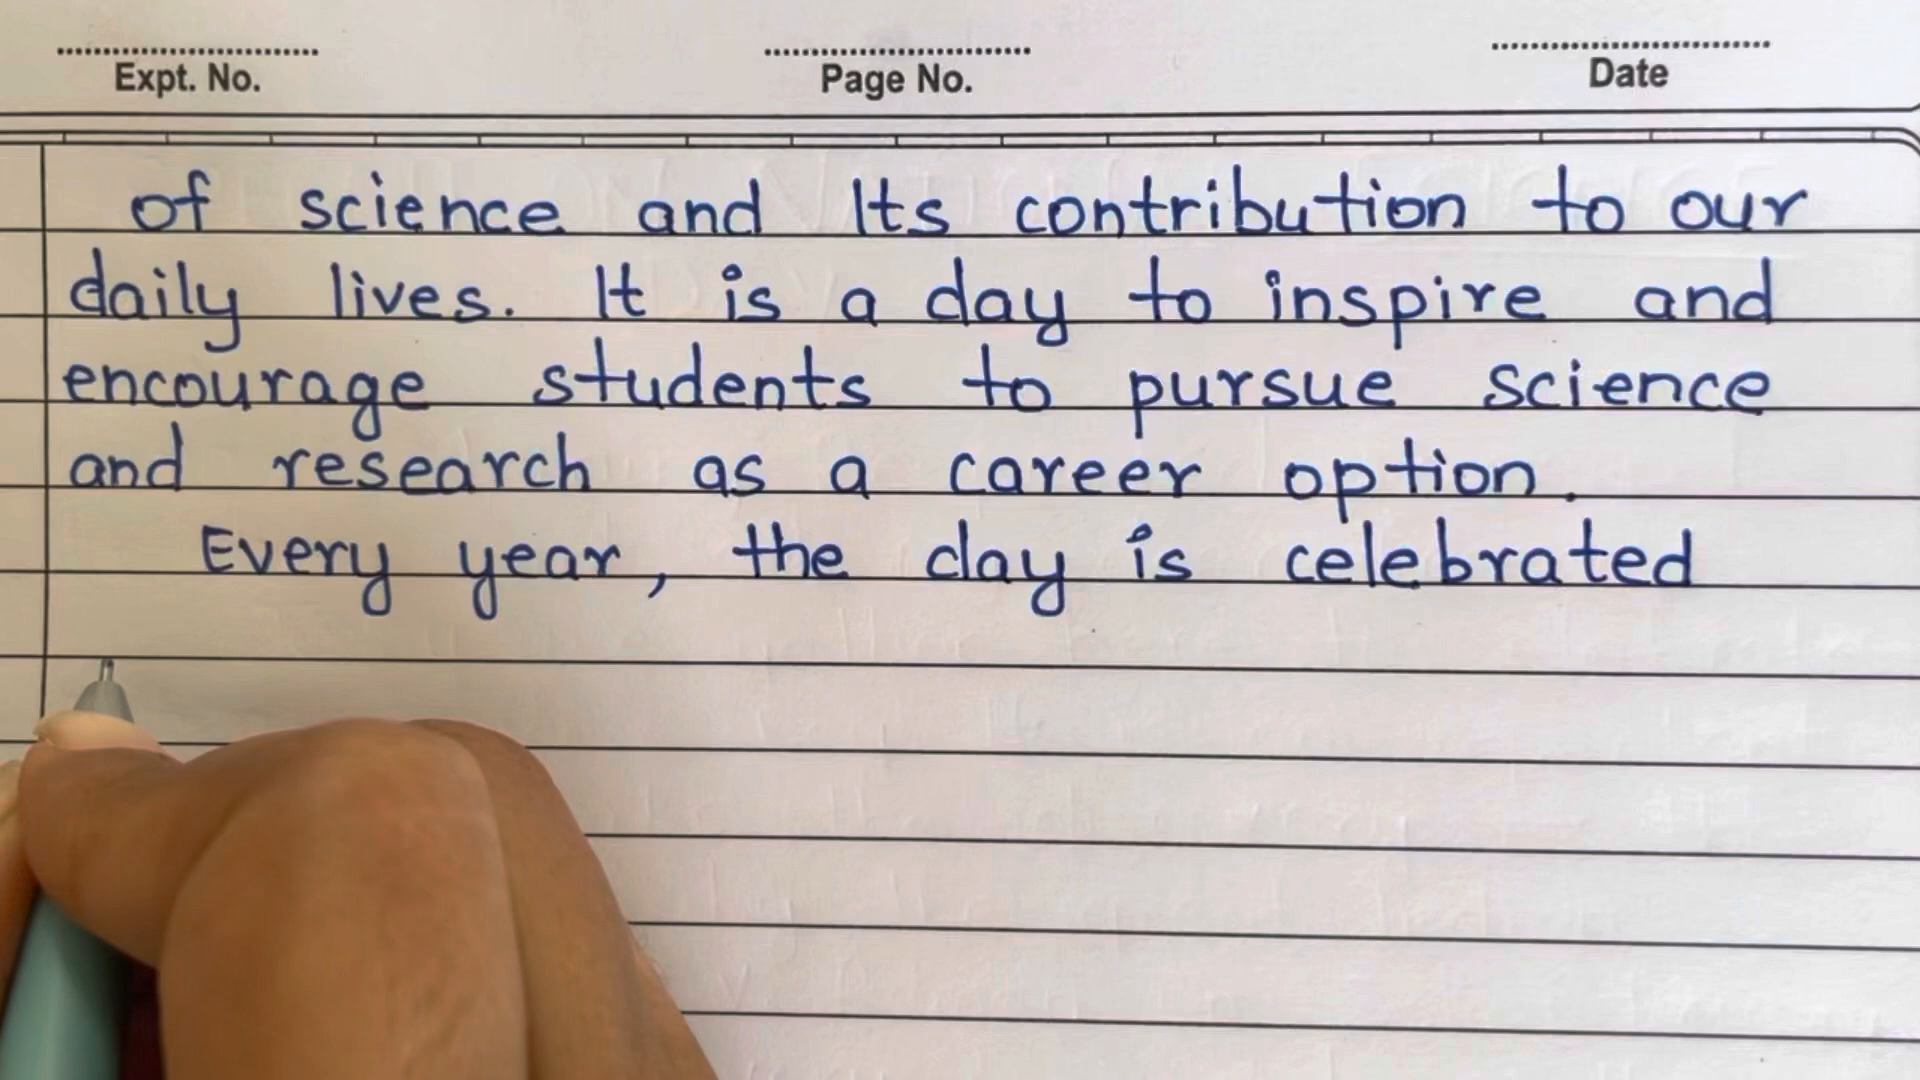 Expt. No. Page No. Date
of science and Its contribution to our
daily lives. It is a day to inspire and
encourage students to pursue science
and research as a career option.
Every year, the day is celebrated